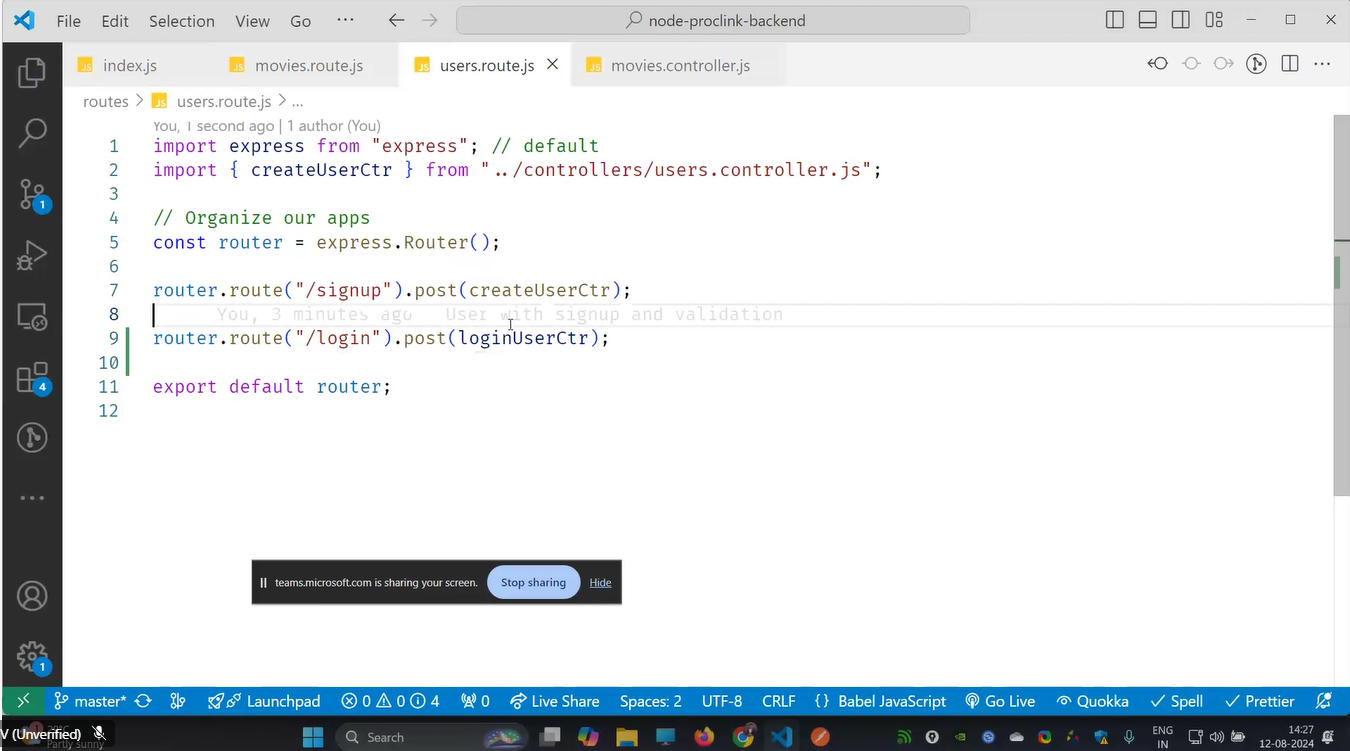 File Edit Selection View Go ··· node-proclink-backend
index.js movies.route.js users.route.js movies.controller.js
routes > users.route.js > ...
You, 1 second ago | 1 author (You)
1 import express from "express"; // default
2 import { createUserCtr } from "../controllers/users.controller.js";
3
4 // Organize our apps
5 const router = express.Router();
6
7 router.route("/signup").post(createUserCtr);
8 You, 3 minutes ago User with signup and validation
9 router.route("/login").post(loginUserCtr);
10
11 export default router;
12
teams.microsoft.com is sharing your screen. Stop sharing Hide
1
4
1
master* Launchpad 0 0 4 0 Live Share Spaces: 2 UTF-8 CRLF {} Babel JavaScript Go Live Quokka Spell Prettier
V (Unverified) Partly sunny Search ENG IN 14:27 12-08-2024